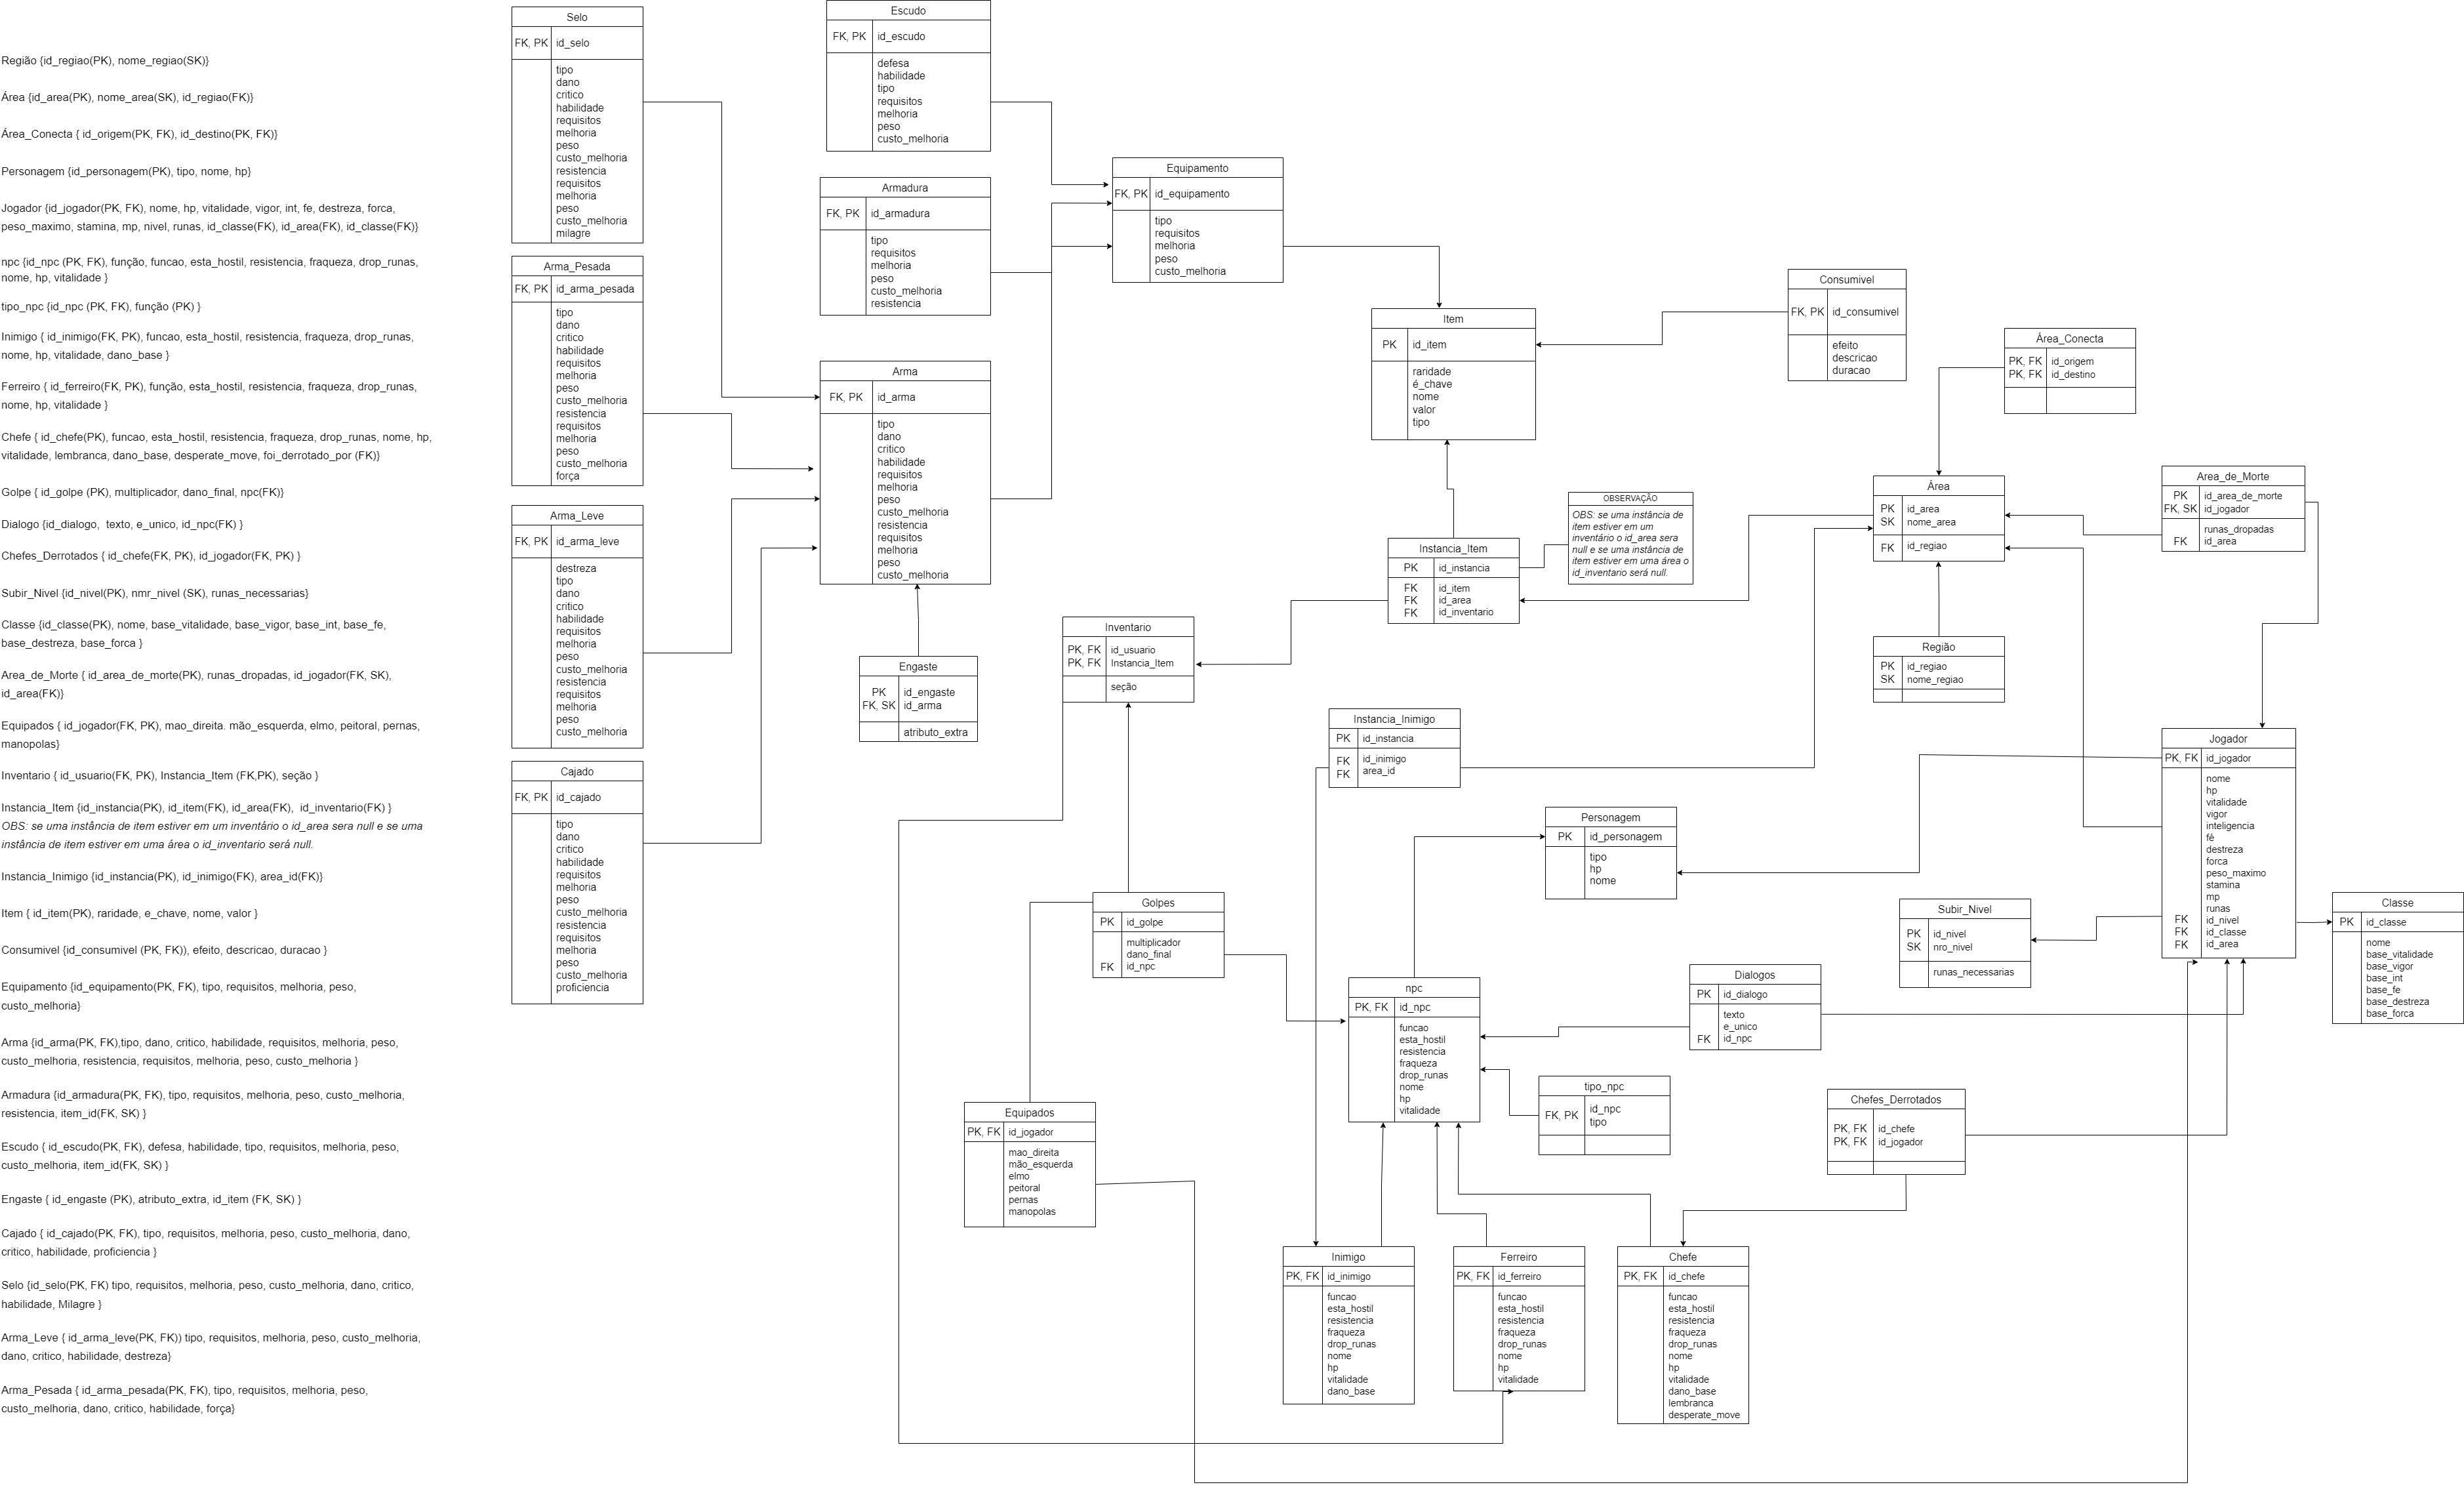 Região {id_regiao(PK), nome_regiao(SK)}
Área {id_area(PK), nome_area(SK), id_regiao(FK)}
Área_Conecta { id_origem(PK, FK), id_destino(PK, FK)}
Personagem {id_personagem(PK), tipo, nome, hp}
Jogador {id_jogador(PK, FK), nome, hp, vitalidade, vigor, int, fe, destreza, forca,
peso_maximo, stamina, mp, nivel, runas, id_classe(FK), id_area(FK), id_classe(FK)}
npc {id_npc (PK, FK), função, funcao, esta_hostil, resistencia, fraqueza, drop_runas,
nome, hp, vitalidade }
tipo_npc {id_npc (PK, FK), função (PK) }
Inimigo { id_inimigo(FK, PK), funcao, esta_hostil, resistencia, fraqueza, drop_runas,
nome, hp, vitalidade, dano_base }
Ferreiro { id_ferreiro(FK, PK), função, esta_hostil, resistencia, fraqueza, drop_runas,
nome, hp, vitalidade }
Chefe { id_chefe(PK), funcao, esta_hostil, resistencia, fraqueza, drop_runas, nome, hp,
vitalidade, lembranca, dano_base, desperate_move, foi_derrotado_por (FK)}
Golpe { id_golpe (PK), multiplicador, dano_final, npc(FK)}
Dialogo {id_dialogo,  texto, e_unico, id_npc(FK) }
Chefes_Derrotados { id_chefe(FK, PK), id_jogador(FK, PK) }
Subir_Nivel {id_nivel(PK), nmr_nivel (SK), runas_necessarias}
Classe {id_classe(PK), nome, base_vitalidade, base_vigor, base_int, base_fe,
base_destreza, base_forca }
Area_de_Morte { id_area_de_morte(PK), runas_dropadas, id_jogador(FK, SK),
id_area(FK)}
Equipados { id_jogador(FK, PK), mao_direita. mão_esquerda, elmo, peitoral, pernas,
manopolas}
Inventario { id_usuario(FK, PK), Instancia_Item (FK,PK), seção }
Instancia_Item {id_instancia(PK), id_item(FK), id_area(FK),  id_inventario(FK) }
OBS: se uma instância de item estiver em um inventário o id_area sera null e se uma
instância de item estiver em uma área o id_inventario será null.
Instancia_Inimigo {id_instancia(PK), id_inimigo(FK), area_id(FK)}
Item { id_item(PK), raridade, e_chave, nome, valor }
Consumivel {id_consumivel (PK, FK)), efeito, descricao, duracao }
Equipamento {id_equipamento(PK, FK), tipo, requisitos, melhoria, peso,
custo_melhoria}
Arma {id_arma(PK, FK),tipo, dano, critico, habilidade, requisitos, melhoria, peso,
custo_melhoria, resistencia, requisitos, melhoria, peso, custo_melhoria }
Armadura {id_armadura(PK, FK), tipo, requisitos, melhoria, peso, custo_melhoria,
resistencia, item_id(FK, SK) }
Escudo { id_escudo(PK, FK), defesa, habilidade, tipo, requisitos, melhoria, peso,
custo_melhoria, item_id(FK, SK) }
Engaste { id_engaste (PK), atributo_extra, id_item (FK, SK) }
Cajado { id_cajado(PK, FK), tipo, requisitos, melhoria, peso, custo_melhoria, dano,
critico, habilidade, proficiencia }
Selo {id_selo(PK, FK) tipo, requisitos, melhoria, peso, custo_melhoria, dano, critico,
habilidade, Milagre }
Arma_Leve { id_arma_leve(PK, FK)) tipo, requisitos, melhoria, peso, custo_melhoria,
dano, critico, habilidade, destreza}
Arma_Pesada { id_arma_pesada(PK, FK), tipo, requisitos, melhoria, peso,
custo_melhoria, dano, critico, habilidade, força}
Selo
FK, PK id_selo
tipo
dano
critico
habilidade
requisitos
melhoria
peso
custo_melhoria
resistencia
requisitos
melhoria
peso
custo_melhoria
milagre
Arma_Pesada
FK, PK id_arma_pesada
tipo
dano
critico
habilidade
requisitos
melhoria
peso
custo_melhoria
resistencia
requisitos
melhoria
peso
custo_melhoria
força
Arma_Leve
FK, PK id_arma_leve
destreza
tipo
dano
critico
habilidade
requisitos
melhoria
peso
custo_melhoria
resistencia
requisitos
melhoria
peso
custo_melhoria
Cajado
FK, PK id_cajado
tipo
dano
critico
habilidade
requisitos
melhoria
peso
custo_melhoria
resistencia
requisitos
melhoria
peso
custo_melhoria
proficiencia
Escudo
FK, PK id_escudo
defesa
habilidade
tipo
requisitos
melhoria
peso
custo_melhoria
Armadura
FK, PK id_armadura
tipo
requisitos
melhoria
peso
custo_melhoria
resistencia
Arma
FK, PK id_arma
tipo
dano
critico
habilidade
requisitos
melhoria
peso
custo_melhoria
resistencia
requisitos
melhoria
peso
custo_melhoria
Engaste
PK id_engaste
FK, SK id_arma
atributo_extra
Equipamento
FK, PK id_equipamento
tipo
requisitos
melhoria
peso
custo_melhoria
Item
PK id_item
raridade
é_chave
nome
valor
tipo
Consumivel
FK, PK id_consumivel
efeito
descricao
duracao
Área_Conecta
PK, FK id_origem
PK, FK id_destino
Área
PK id_area
SK nome_area
FK id_regiao
Area_de_Morte
PK id_area_de_morte
FK, SK id_jogador
runas_dropadas
FK id_area
OBSERVAÇÃO
OBS: se uma instância de
item estiver em um
inventário o id_area sera
null e se uma instância de
item estiver em uma área o
id_inventario será null.
Instancia_Item
PK id_instancia
FK id_item
FK id_area
FK id_inventario
Inventario
PK, FK id_usuario
PK, FK Instancia_Item
seção
Região
PK id_regiao
SK nome_regiao
Instancia_Inimigo
PK id_instancia
FK id_inimigo
FK area_id
Jogador
PK, FK id_jogador
nome
hp
vitalidade
vigor
inteligencia
fé
destreza
forca
peso_maximo
stamina
mp
runas
FK id_nivel
FK id_classe
FK id_area
Personagem
PK id_personagem
tipo
hp
nome
Golpes
PK id_golpe
multiplicador
dano_final
FK id_npc
Subir_Nivel
PK id_nivel
SK nro_nivel
runas_necessarias
Classe
PK id_classe
nome
base_vitalidade
base_vigor
base_int
base_fe
base_destreza
base_forca
npc
PK, FK id_npc
funcao
esta_hostil
resistencia
fraqueza
drop_runas
nome
hp
vitalidade
Dialogos
PK id_dialogo
texto
e_unico
FK id_npc
tipo_npc
FK, PK id_npc
tipo
Chefes_Derrotados
PK, FK id_chefe
PK, FK id_jogador
Equipados
PK, FK id_jogador
mao_direita
mão_esquerda
elmo
peitoral
pernas
manopolas
Inimigo
PK, FK id_inimigo
funcao
esta_hostil
resistencia
fraqueza
drop_runas
nome
hp
vitalidade
dano_base
Ferreiro
PK, FK id_ferreiro
funcao
esta_hostil
resistencia
fraqueza
drop_runas
nome
hp
vitalidade
Chefe
PK, FK id_chefe
funcao
esta_hostil
resistencia
fraqueza
drop_runas
nome
hp
vitalidade
dano_base
lembranca
desperate_move